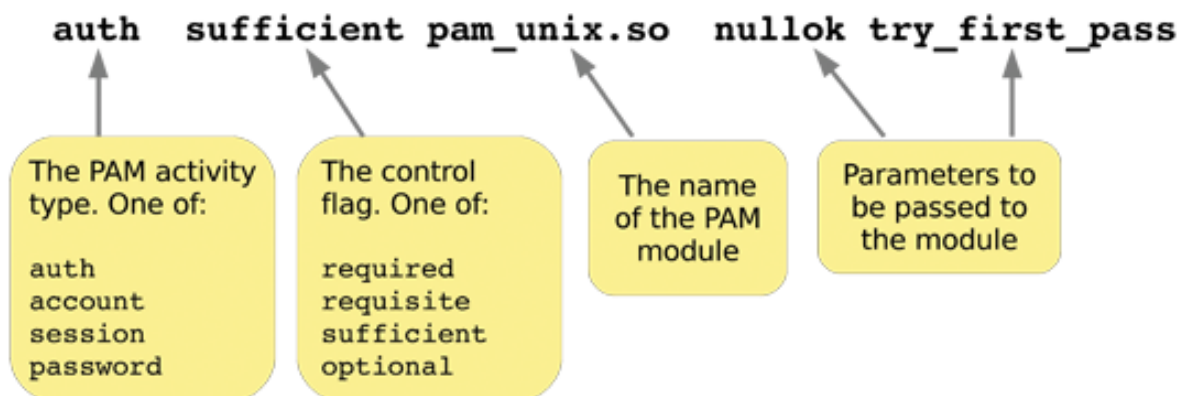 auth sufficient pam_unix.so nullok try_first_pass
The PAM activity
type. One of:
auth
account
session
password
The control
flag. One of:
required
requisite
sufficient
optional
The name
of the PAM
module
Parameters to
be passed to
the module